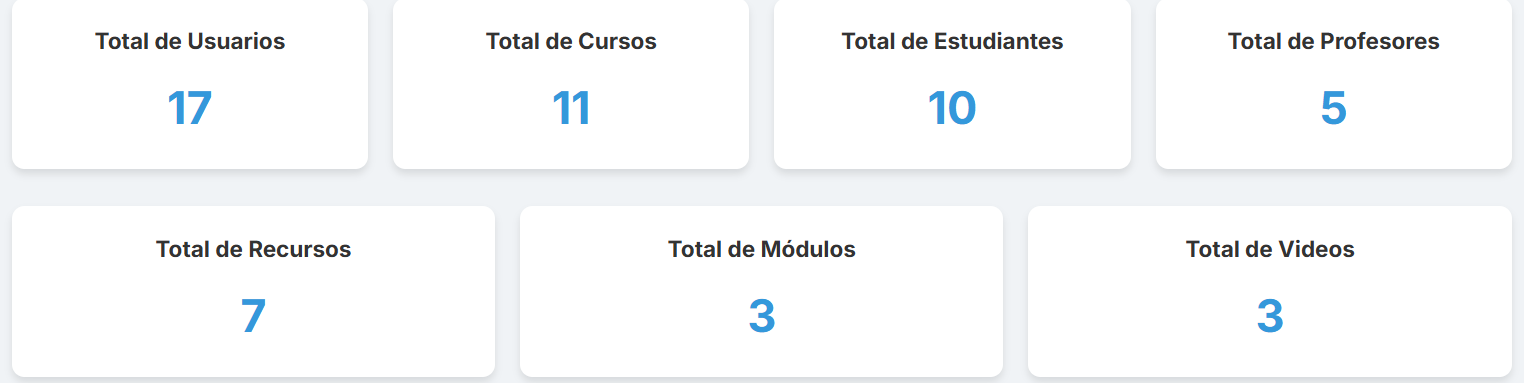 Total de Usuarios
17
Total de Cursos
11
Total de Estudiantes
10
Total de Profesores
5
Total de Recursos
7
Total de Módulos
3
Total de Videos
3